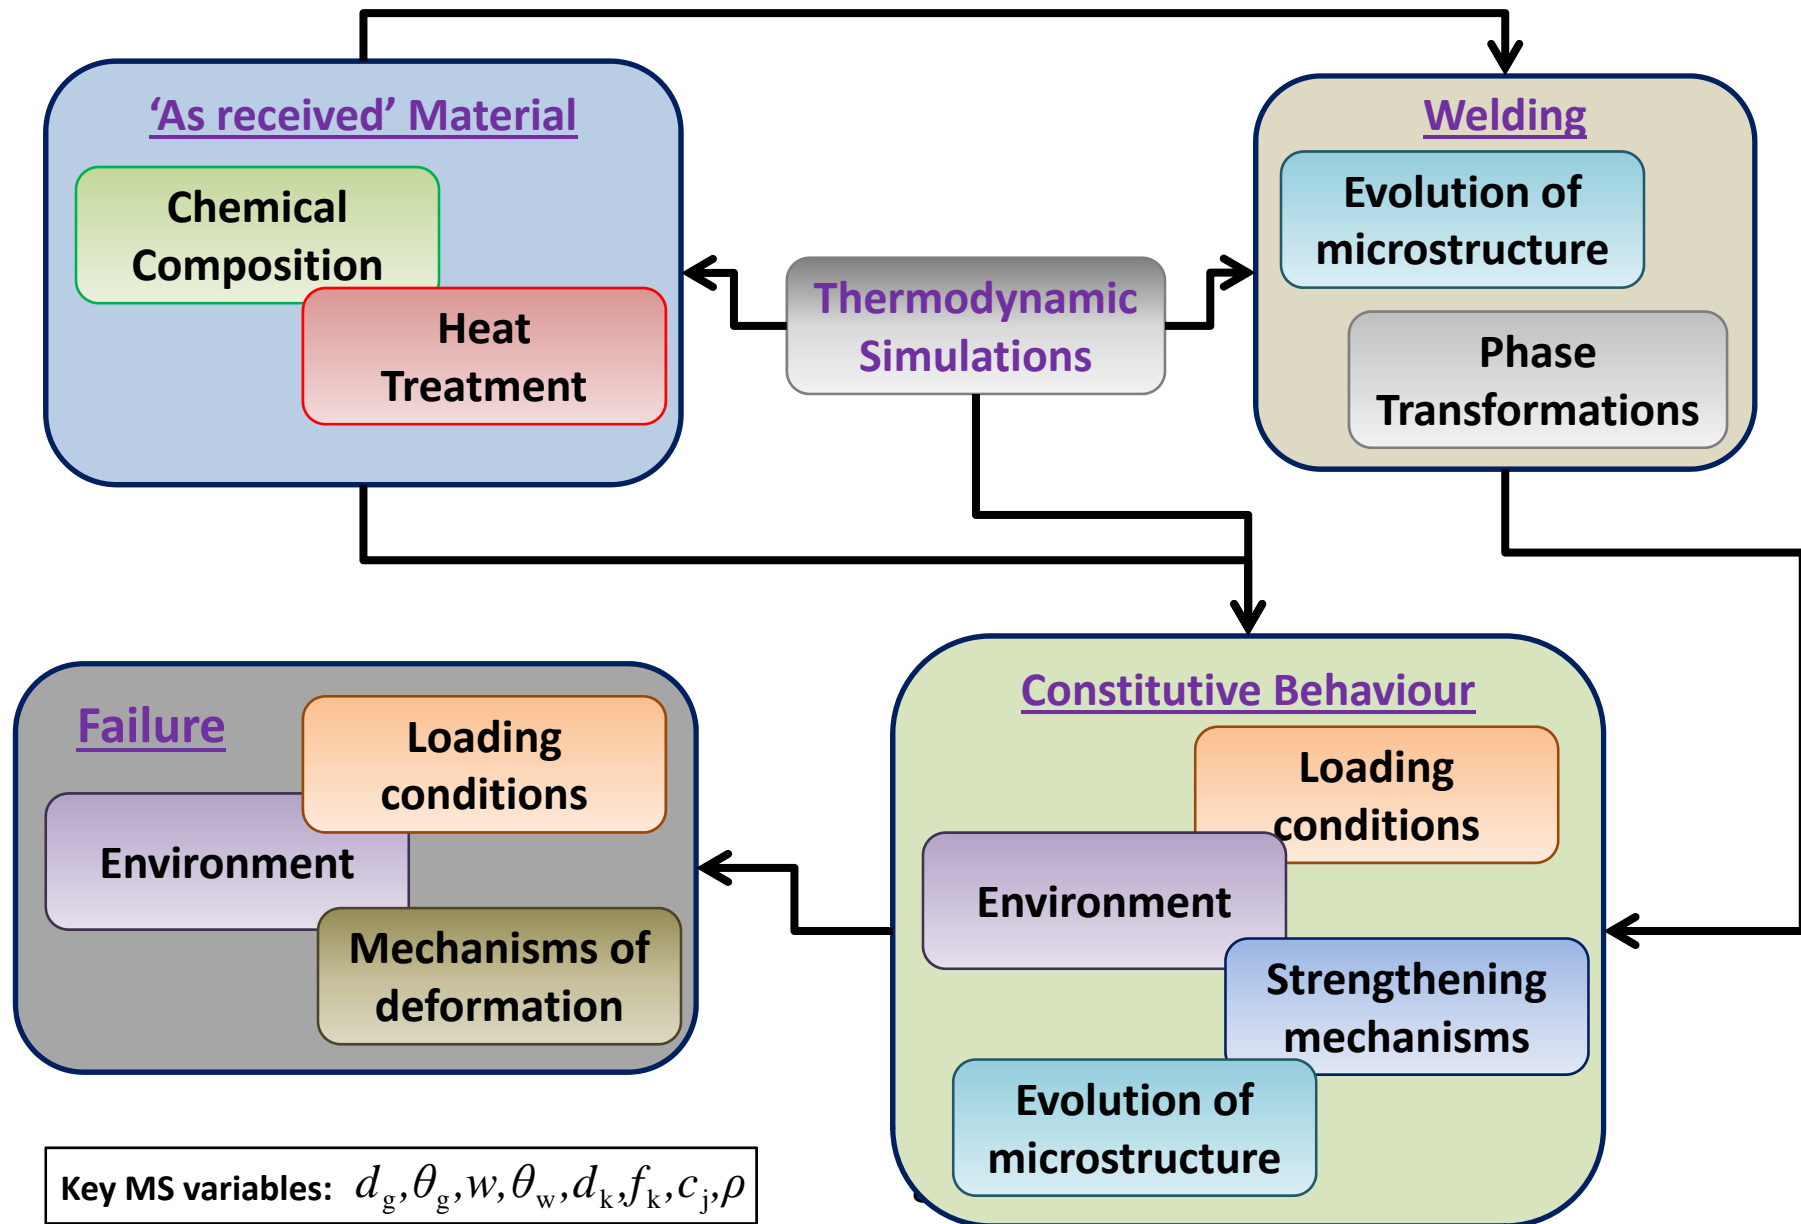 ‘As received’ Material
Chemical
Composition
Heat
Treatment
Thermodynamic
Simulations
Welding
Evolution of
microstructure
Phase
Transformations
Failure
Loading
conditions
Environment
Mechanisms of
deformation
Constitutive Behaviour
Loading
conditions
Environment
Strengthening
mechanisms
Evolution of
microstructure
Key MS variables: d_g,θ_g,w,θ_w,d_k,f_k,c_j,ρ